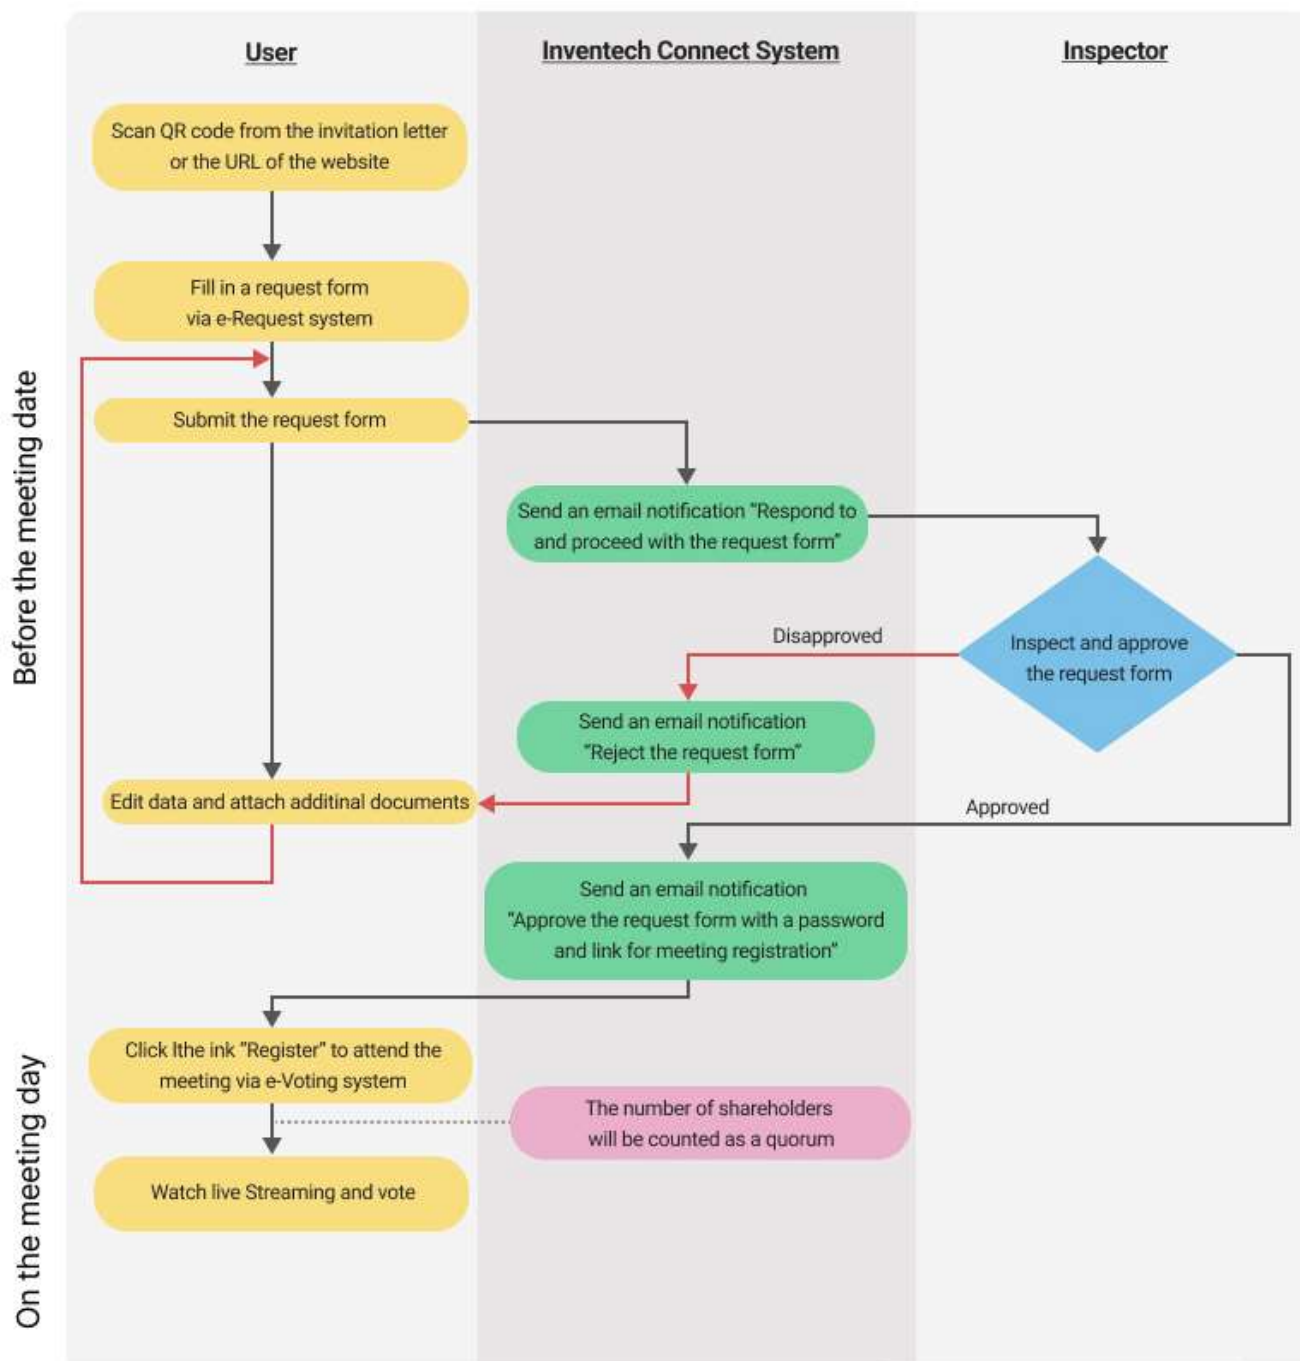 User
Inventech Connect System
Inspector
Before the meeting date
Scan QR code from the invitation letter
or the URL of the website
Fill in a request form
via e-Request system
Submit the request form
Send an email notification “Respond to
and proceed with the request form”
Inspect and approve
the request form
Disapproved
Send an email notification
“Reject the request form”
Edit data and attach additinal documents
Approved
Send an email notification
“Approve the request form with a password
and link for meeting registration”
On the meeting day
Click lthe ink “Register” to attend the
meeting via e-Voting system
The number of shareholders
will be counted as a quorum
Watch live Streaming and vote